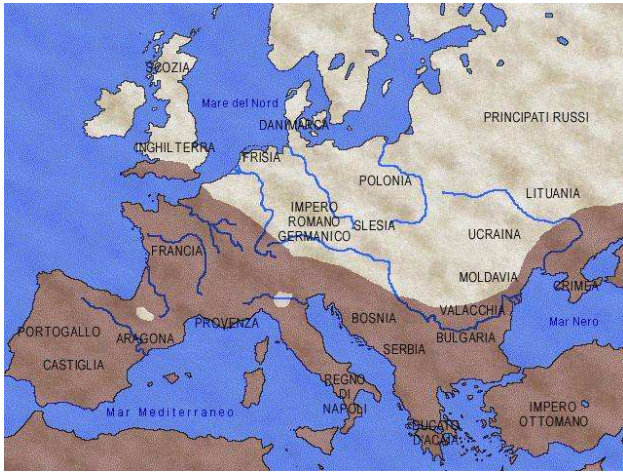 SCOZIA
Mare del Nord
DANIMARCA
PRINCIPATI RUSSI
INGHILTERRA
FRISIA
POLONIA
LITUANIA
IMPERO
ROMANO
GERMANICO
SLESIA
UCRAINA
FRANCIA
MOLDAVIA
CRIMEA
VALACCHIA
BOSNIA
PROVENZA
Mar Nero
PORTOGALLO
ARAGONA
BULGARIA
SERBIA
CASTIGLIA
REGNO
DI
NAPOLI
Mar Mediterraneo
IMPERO
OTTOMANO
DUCATO
D'ACAIA